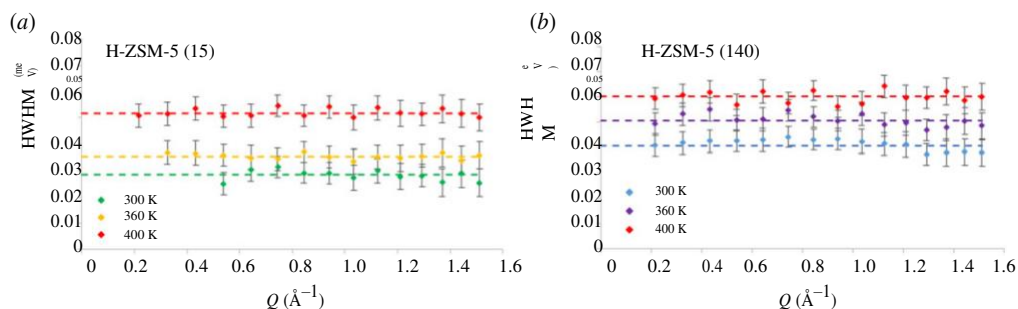 (a)
H-ZSM-5 (15)
HWHM (me V)
0.08
0.07
0.05
0.06
0.04
0.03
0.02
0.01
0
300 K
360 K
400 K
0 0.2 0.4 0.6 0.8 1.0 1.2 1.4 1.6
Q (Å−1)
(b)
H-ZSM-5 (140)
HWH M
e V )
0.08
0.07
0.05
0.06
0.04
0.03
0.02
0.01
0
300 K
360 K
400 K
0 0.2 0.4 0.6 0.8 1.0 1.2 1.4 1.6
Q (Å−1)